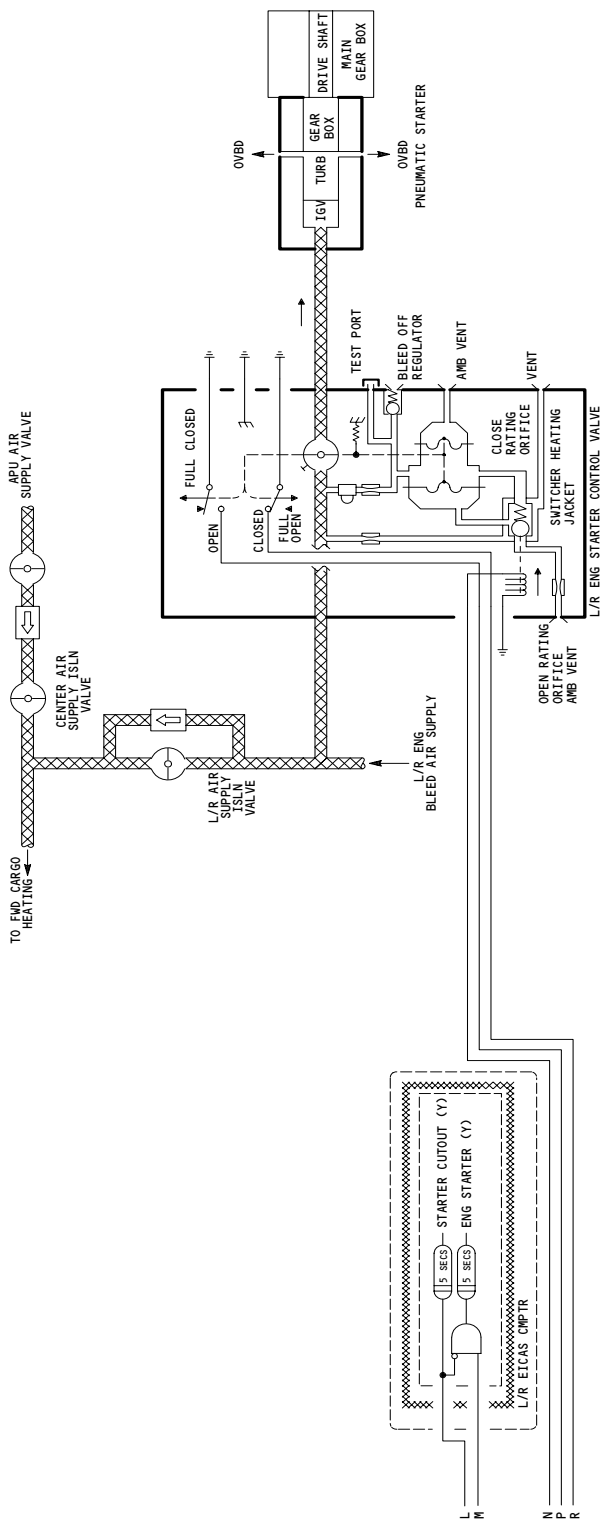 TO FWD CARGO
HEATING
CENTER AIR
SUPPLY ISLN
VALVE
APU AIR
SUPPLY VALVE
L/R AIR
SUPPLY
ISLN
VALVE
L/R ENG
BLEED AIR SUPPLY
FULL CLOSED
OPEN
CLOSED
FULL
OPEN
TEST PORT
BLEED OFF
REGULATOR
AMB VENT
CLOSE
RATING
ORIFICE
VENT
SWITCHER HEATING
JACKET
OPEN RATING
ORIFICE
AMB VENT
L/R ENG STARTER CONTROL VALVE
OVBD
IGV
TURB
GEAR
BOX
DRIVE SHAFT
MAIN
GEAR BOX
OVBD
PNEUMATIC STARTER
5 SECS
STARTER CUTOUT (Y)
5 SECS
ENG STARTER (Y)
L/R EICAS CMPTR
L
M
N
P
R